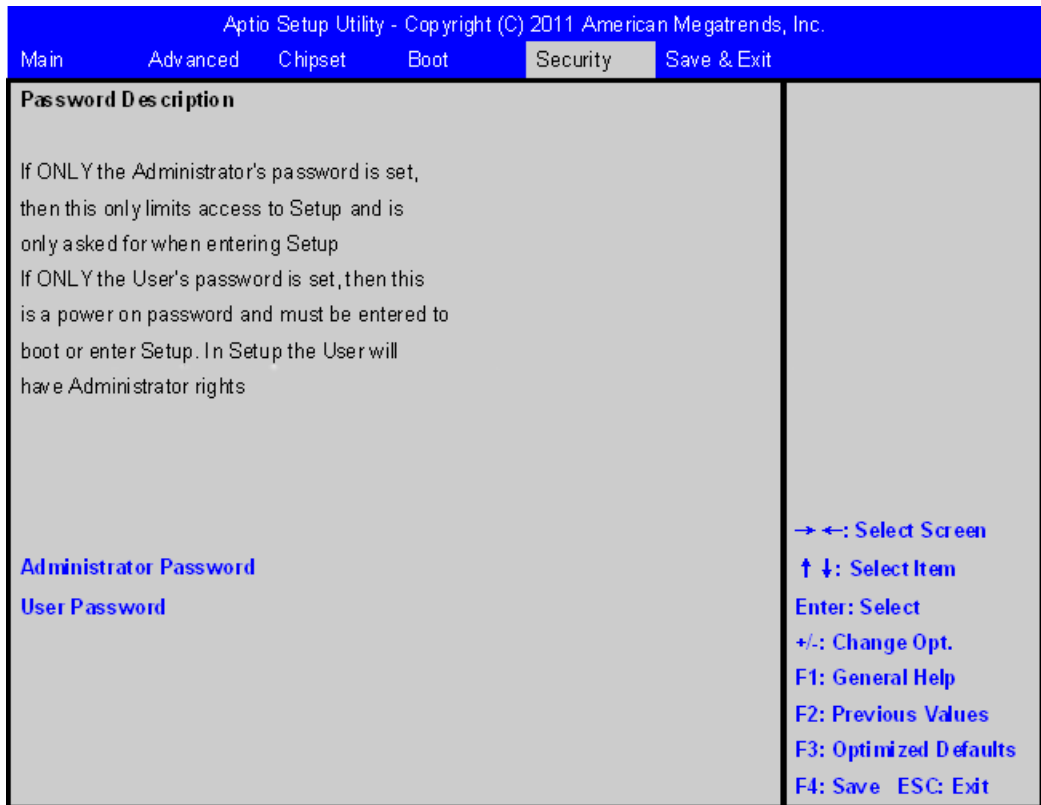 Aptio Setup Utility - Copyright (C) 2011 American Megatrends, Inc.
Main Advanced Chipset Boot Security Save & Exit
Password Description
If ONLY the Administrator's password is set,
then this only limits access to Setup and is
only asked for when entering Setup
If ONLY the User's password is set, then this
is a power on password and must be entered to
boot or enter Setup. In Setup the User will
have Administrator rights
Administrator Password
User Password
→ ←: Select Screen
↑ ↓: Select Item
Enter: Select
+/-: Change Opt.
F1: General Help
F2: Previous Values
F3: Optimized Defaults
F4: Save ESC: Exit